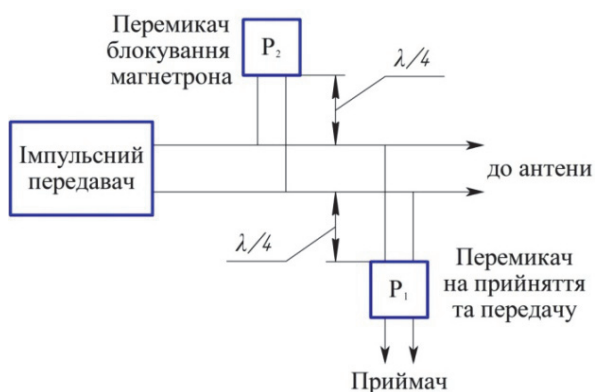 Перемикач
блокування
магнетрона
P₂
λ/4
Імпульсний
передавач
до антени
λ/4
P₁
Перемикач
на прийняття
та передачу
Приймач